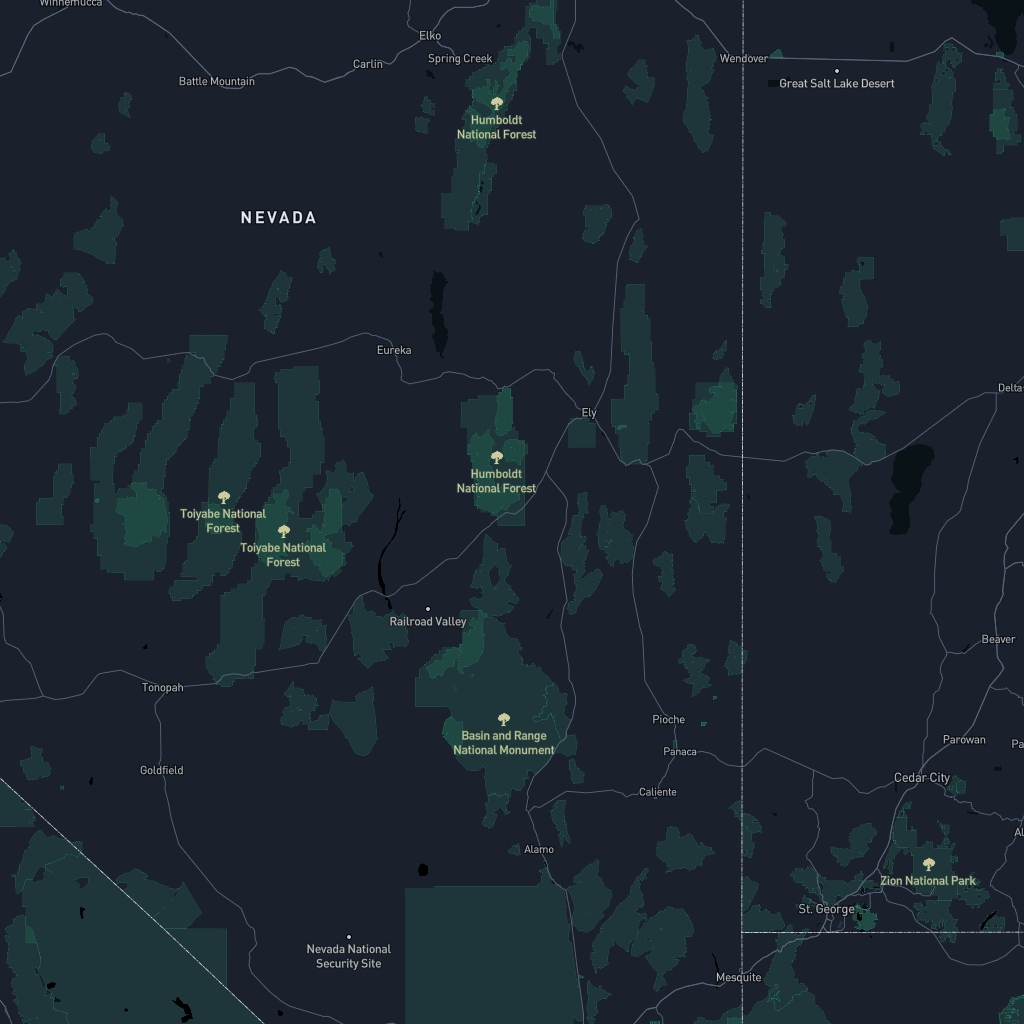 Winnemucca
Elko
Spring Creek
Carlin
Battle Mountain
Wendover
Great Salt Lake Desert
Humboldt
National Forest
NEVADA
Eureka
Delta
Ely
Humboldt
National Forest
Toiyabe National
Forest
Toiyabe National
Forest
Railroad Valley
Beaver
Tonopah
Pioche
Basin and Range
National Monument
Panaca
Parowan
Goldfield
Cedar City
Caliente
Alamo
Zion National Park
St. George
Nevada National
Security Site
Mesquite